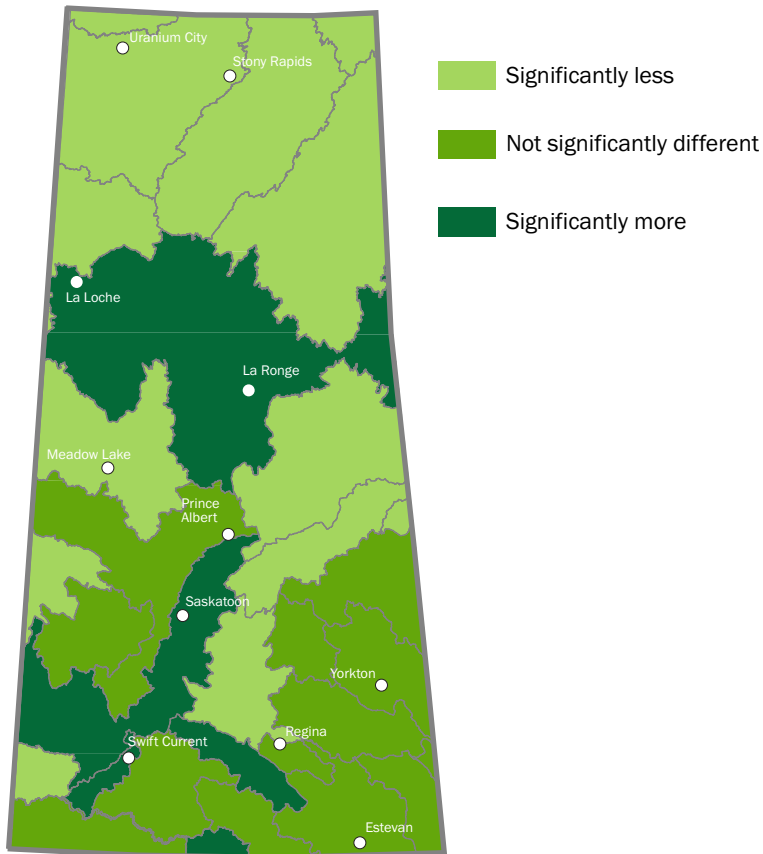 Uranium City
Stony Rapids
Significantly less
Not significantly different
Significantly more
La Loche
La Ronge
Meadow Lake
Prince
Albert
Saskatoon
Yorkton
Regina
Swift Current
Estevan